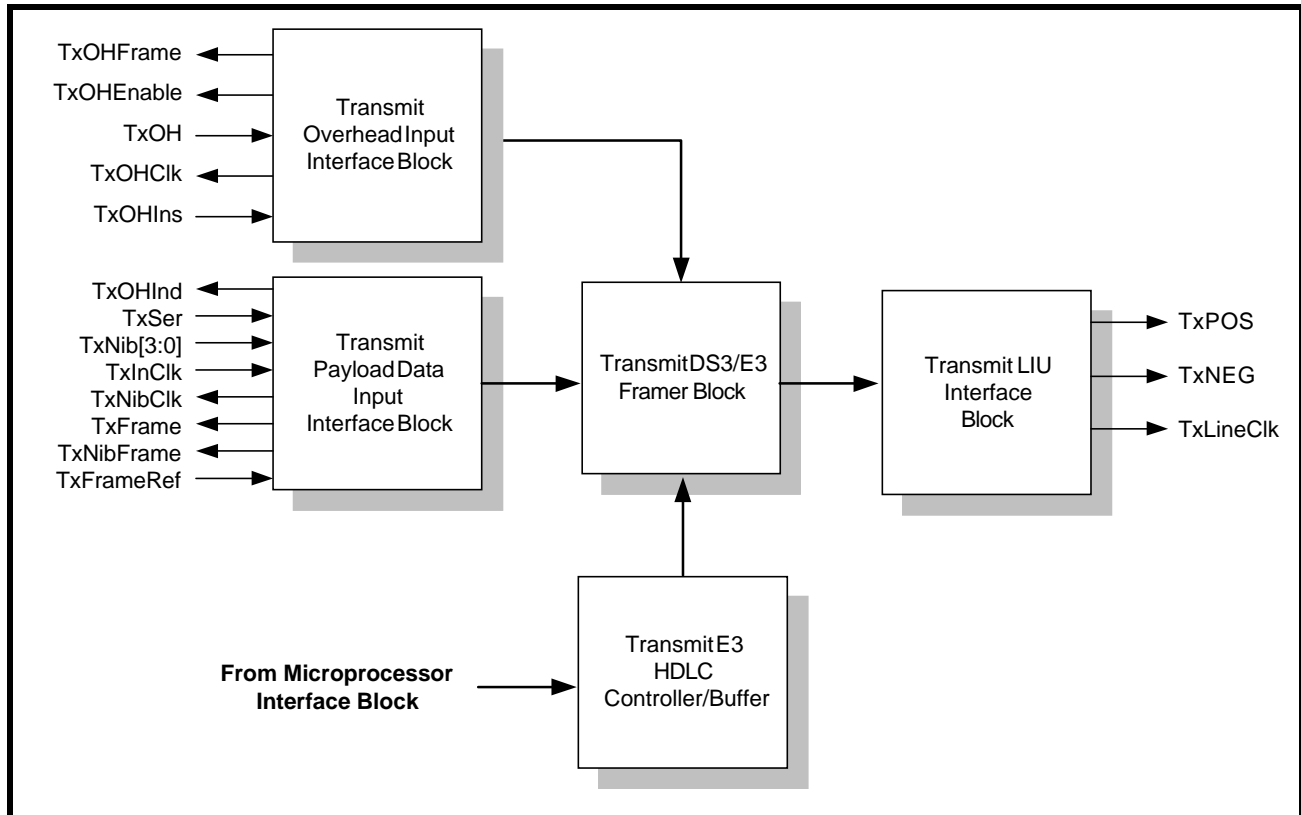 TxOHFrame
TxOHEnable
TxOH
TxOHClk
TxOHIns
Transmit
Overhead Input
Interface Block
TxOHInd
TxSer
TxNib[3:0]
TxInClk
TxNibClk
TxFrame
TxNibFrame
TxFrameRef
Transmit
Payload Data
Input
Interface Block
Transmit DS3/E3
Framer Block
Transmit LIU
Interface
Block
TxPOS
TxNEG
TxLineClk
From Microprocessor
Interface Block
Transmit E3
HDLC
Controller/Buffer